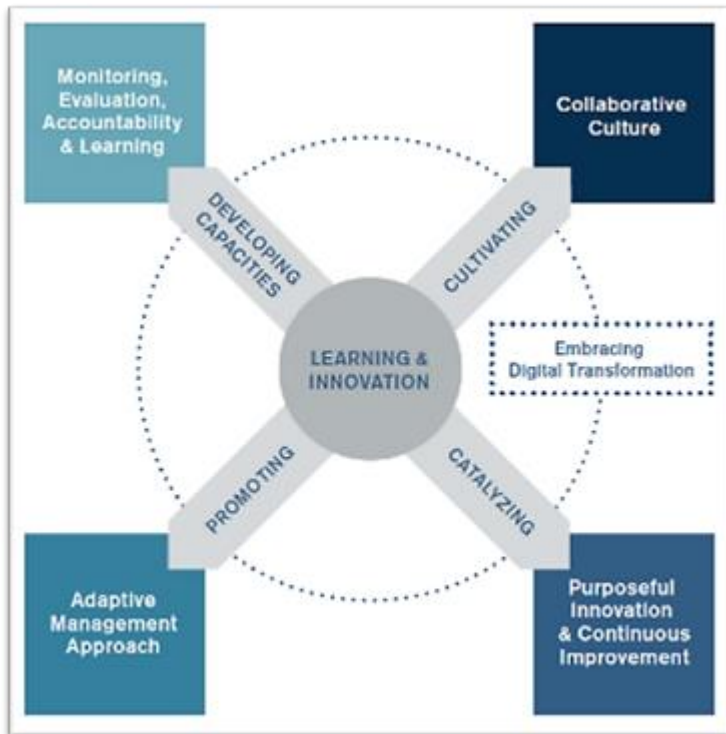 Monitoring,
Evaluation,
Accountability
& Learning
Collaborative
Culture
DEVELOPING
CAPACITIES
CULTIVATING
LEARNING &
INNOVATION
Embracing
Digital Transformation
PROMOTING
CATALYZING
Adaptive
Management
Approach
Purposeful
Innovation
& Continuous
Improvement